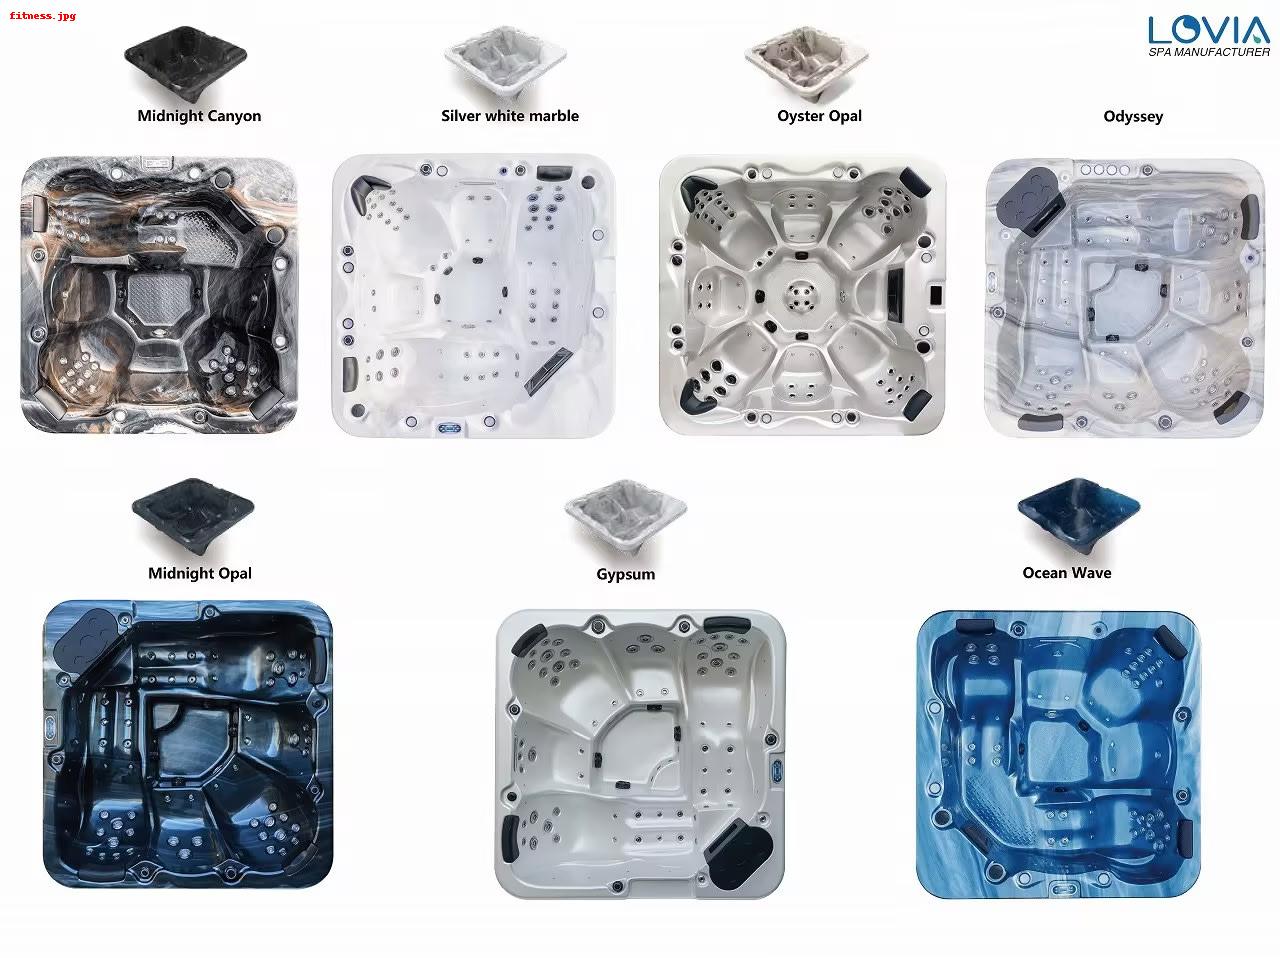 fitness.jpg
LOVIA
SPA MANUFACTURER
Midnight Canyon
Silver white marble
Oyster Opal
Odyssey
Midnight Opal
Gypsum
Ocean Wave